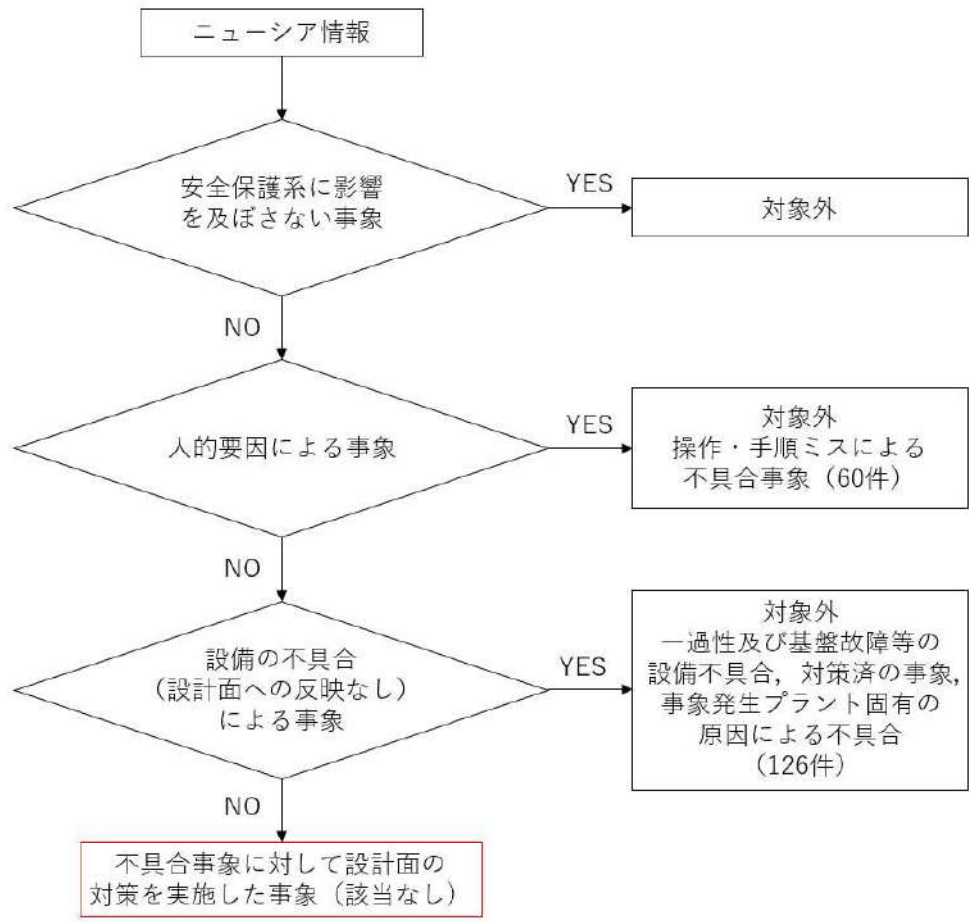 ニューシア情報
安全保護系に影響
を及ぼさない事象
YES
対象外
NO
人的要因による事象
YES
対象外
操作・手順ミスによる
不具合事象（60件）
NO
設備の不具合
（設計面への反映なし）
による事象
YES
対象外
一過性及び基盤故障等の
設備不具合，対策済の事象，
事象発生プラント固有の
原因による不具合
（126件）
NO
不具合事象に対して設計面の
対策を実施した事象（該当なし）